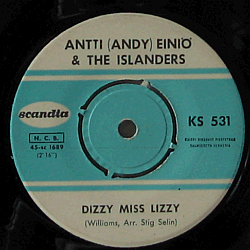 ANTTI (ANDY) EINIÖ
& THE ISLANDERS
scandia
N. C. B.
45-sc 1689
(2'16")
KS 531
DIZZY MISS LIZZY
(Williams, Arr. Stig Selin)